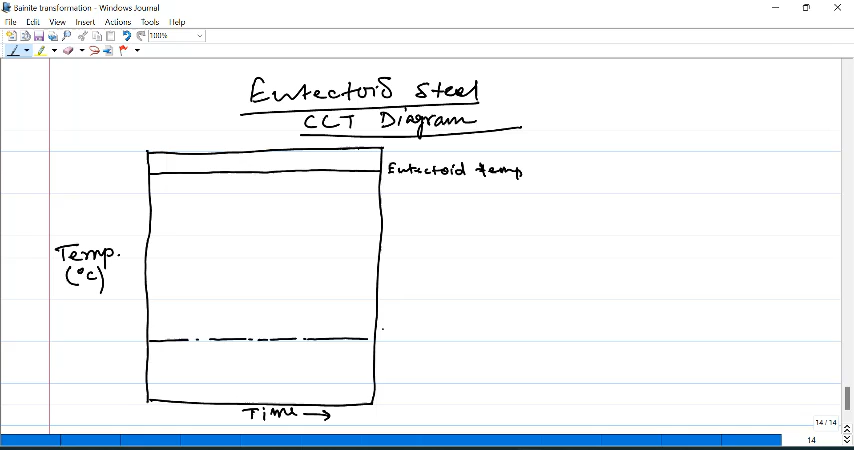 Bainite transformation - Windows Journal
File Edit View Insert Actions Tools Help
100%
Eutectoid steel
CCT Diagram
Eutectoid temp
Temp.
(°C)
Time →
14 / 14
14